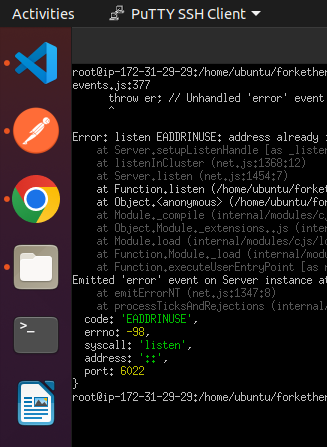 Activities PuTTY SSH Client
root@ip-172-31-29-29:/home/ubuntu/forkether
events.js:377
throw er; // Unhandled 'error' event
^
Error: listen EADDRINUSE: address already i
at Server.setupListenHandle [as _listen
at listenInCluster (net.js:1368:12)
at Server.listen (net.js:1454:7)
at Function.listen (/home/ubuntu/forket
at Object.<anonymous> (/home/ubuntu/for
at Module._compile (internal/modules/cj
at Object.Module._extensions..js (inter
at Module.load (internal/modules/cjs/lo
at Function.Module._load (internal/modu
at Function.executeUserEntryPoint [as r
Emitted 'error' event on Server instance at
at emitErrorNT (net.js:1347:8)
at processTicksAndRejections (internal/
code: 'EADDRINUSE',
errno: -98,
syscall: 'listen',
address: '::',
port: 6022
}
root@ip-172-31-29-29:/home/ubuntu/forkether
>_